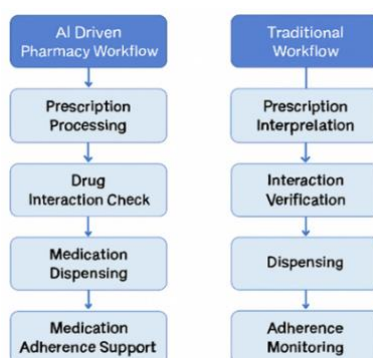 AI Driven
Pharmacy Workflow
Prescription
Processing
Drug
Interaction Check
Medication
Dispensing
Medication
Adherence Support
Traditional
Workflow
Prescription
Interprelation
Interaction
Verification
Dispensing
Adherence
Monitoring